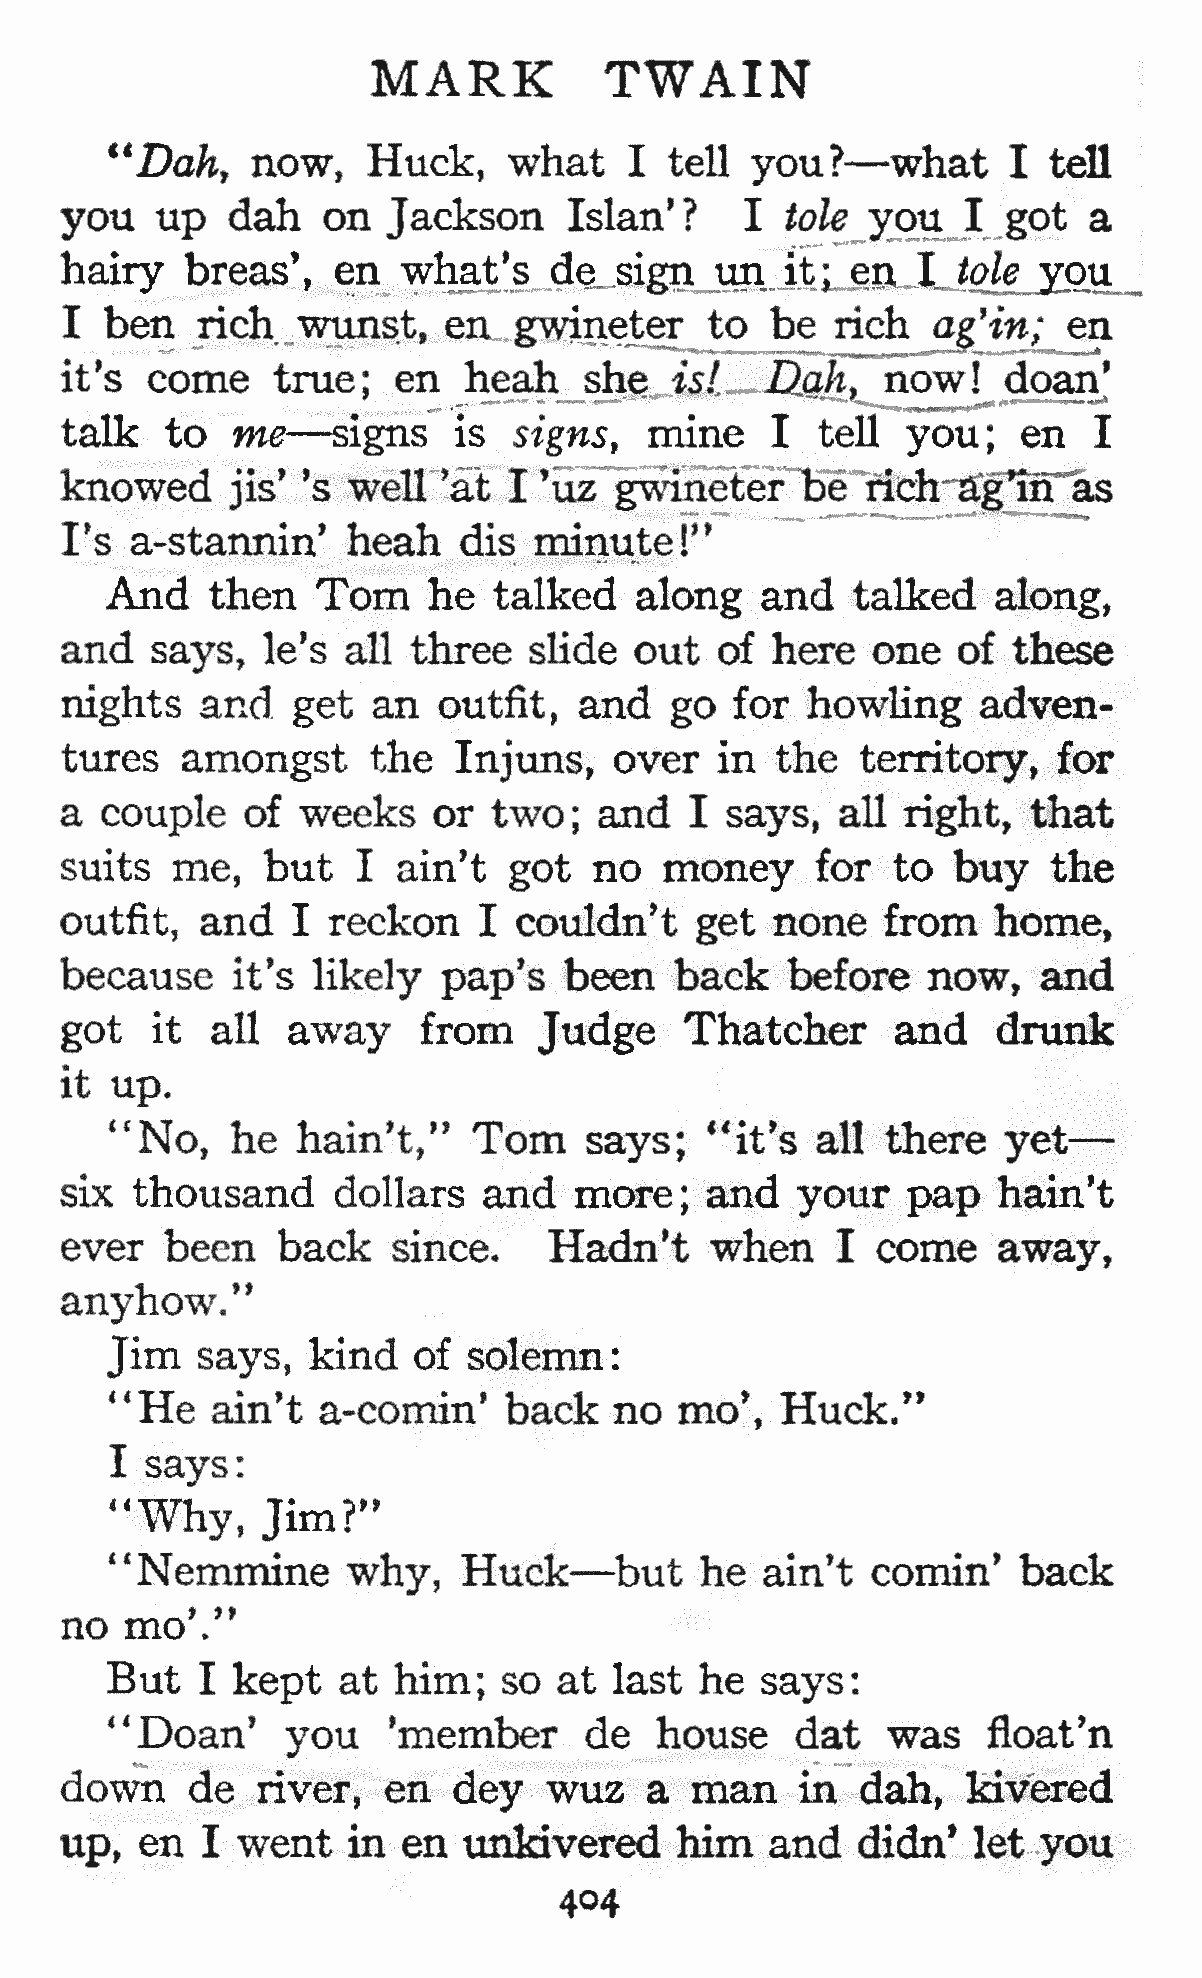 MARK TWAIN
“Dah, now, Huck, what I tell you?—what I tell
you up dah on Jackson Islan’? I tole you I got a
hairy breas’, en what’s de sign un it; en I tole you
I ben rich wunst, en gwineter to be rich ag’in; en
it’s come true; en heah she is! Dah, now! doan’
talk to me—signs is signs, mine I tell you; en I
knowed jis’ ’s well ’at I ’uz gwineter be rich ag’in as
I’s a-stannin’ heah dis minute!”
And then Tom he talked along and talked along,
and says, le’s all three slide out of here one of these
nights and get an outfit, and go for howling adven-
tures amongst the Injuns, over in the territory, for
a couple of weeks or two; and I says, all right, that
suits me, but I ain’t got no money for to buy the
outfit, and I reckon I couldn’t get none from home,
because it’s likely pap’s been back before now, and
got it all away from Judge Thatcher and drunk
it up.
“No, he hain’t,” Tom says; “it’s all there yet—
six thousand dollars and more; and your pap hain’t
ever been back since. Hadn’t when I come away,
anyhow.”
Jim says, kind of solemn:
“He ain’t a-comin’ back no mo’, Huck.”
I says:
“Why, Jim?”
“Nemmine why, Huck—but he ain’t comin’ back
no mo’.”
But I kept at him; so at last he says:
“Doan’ you ’member de house dat was float’n
down de river, en dey wuz a man in dah, kivered
up, en I went in en unkivered him and didn’ let you
404